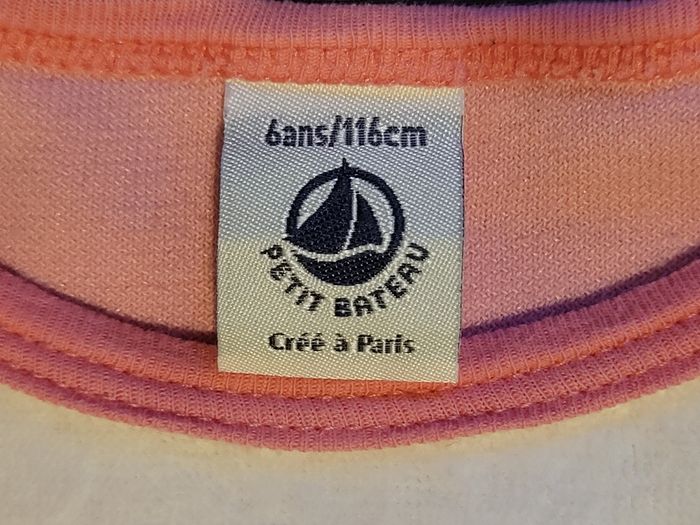 6ans/116cm
PETIT BATEAU
Créé à Paris